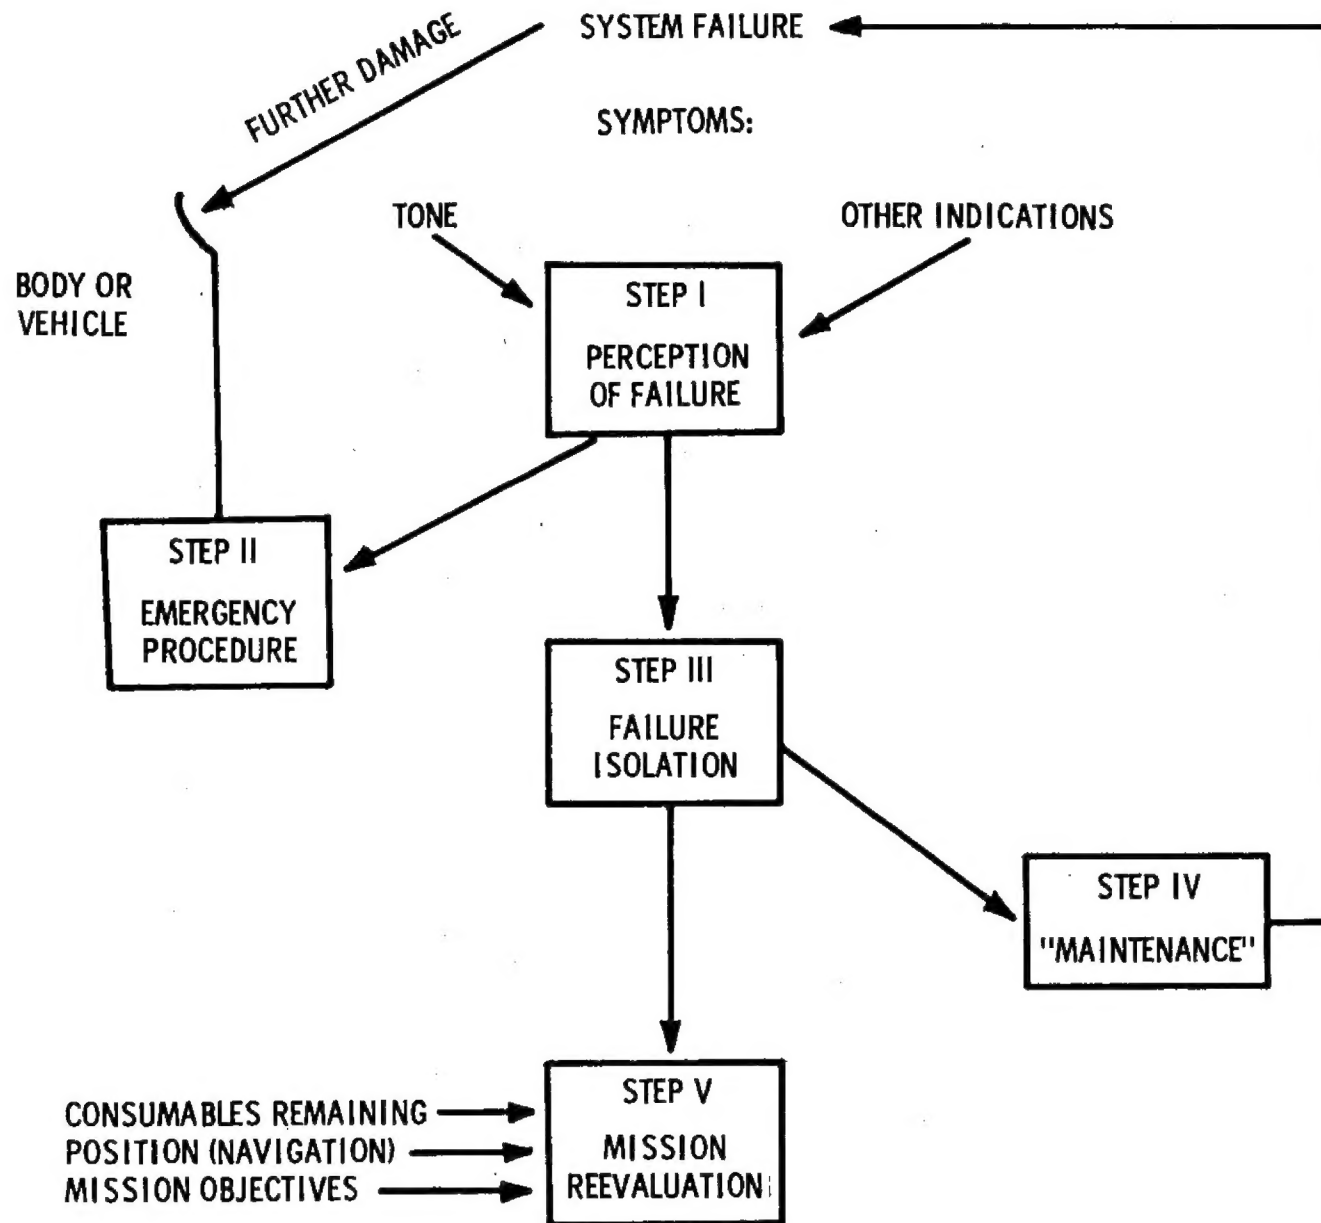 SYSTEM FAILURE
FURTHER DAMAGE
SYMPTOMS:
TONE
OTHER INDICATIONS
BODY OR
VEHICLE
STEP I
PERCEPTION
OF FAILURE
STEP II
EMERGENCY
PROCEDURE
STEP III
FAILURE
ISOLATION
STEP IV
"MAINTENANCE"
STEP V
MISSION
REEVALUATION
CONSUMABLES REMAINING
POSITION (NAVIGATION)
MISSION OBJECTIVES